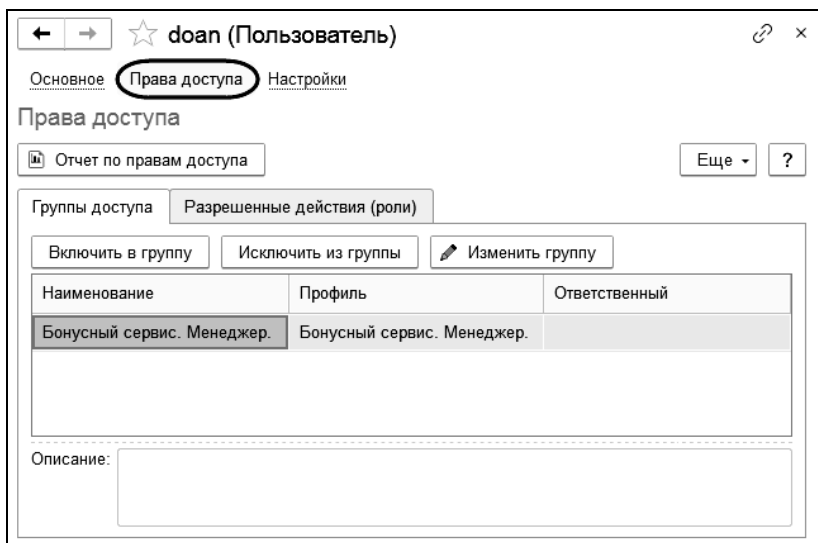 doan (Пользователь)
Основное Права доступа Настройки
Права доступа
Отчет по правам доступа Еще ?
Группы доступа Разрешенные действия (роли)
Включить в группу Исключить из группы Изменить группу
Наименование Профиль Ответственный
Бонусный сервис. Менеджер. Бонусный сервис. Менеджер.
Описание: